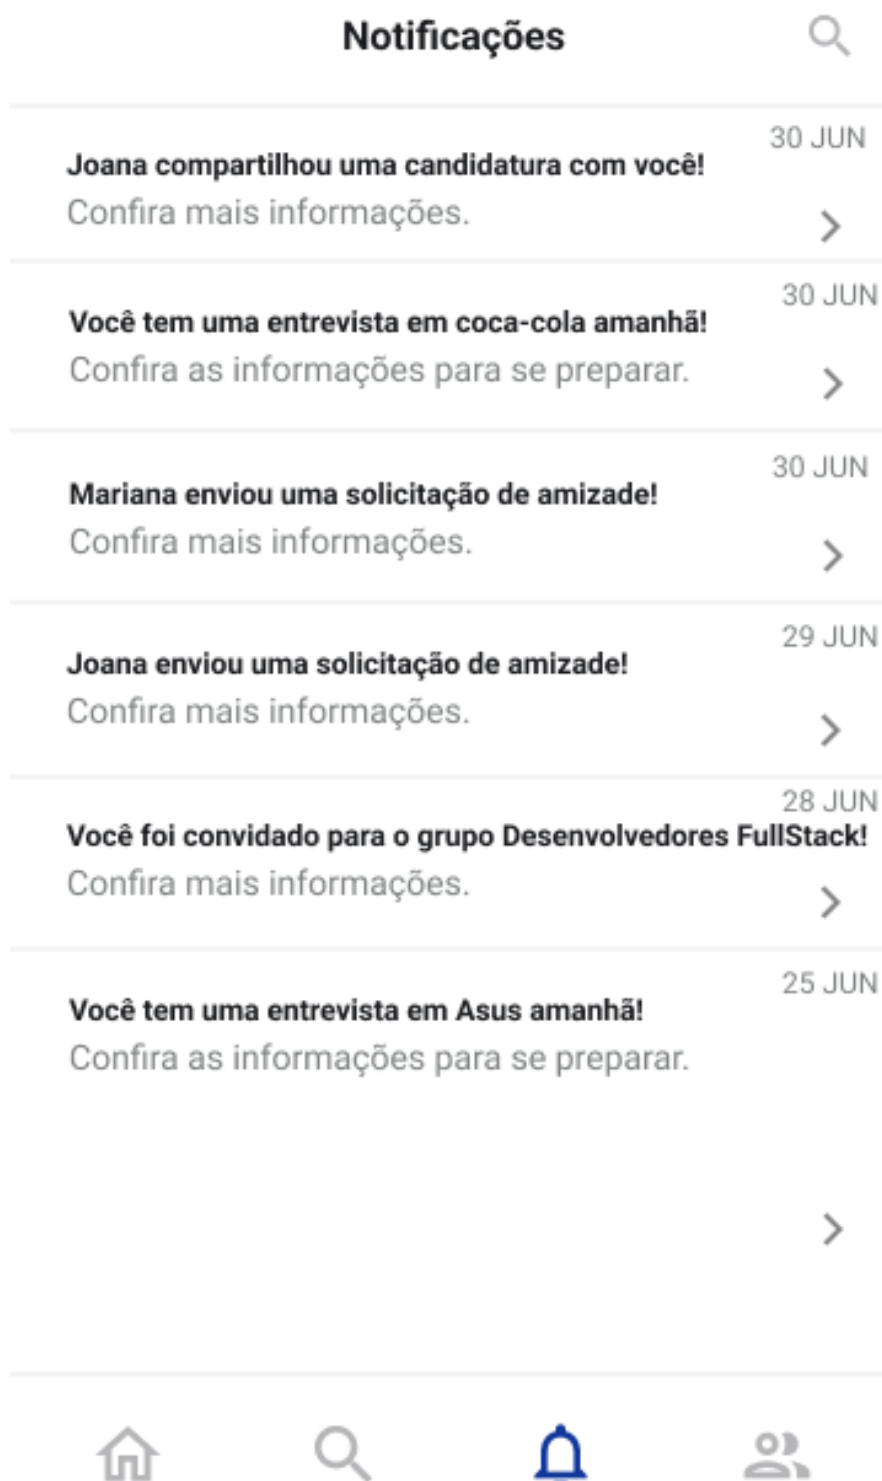 Notificações
30 JUN
Joana compartilhou uma candidatura com você!
Confira mais informações.
30 JUN
Você tem uma entrevista em coca-cola amanhã!
Confira as informações para se preparar.
30 JUN
Mariana enviou uma solicitação de amizade!
Confira mais informações.
29 JUN
Joana enviou uma solicitação de amizade!
Confira mais informações.
28 JUN
Você foi convidado para o grupo Desenvolvedores FullStack!
Confira mais informações.
25 JUN
Você tem uma entrevista em Asus amanhã!
Confira as informações para se preparar.